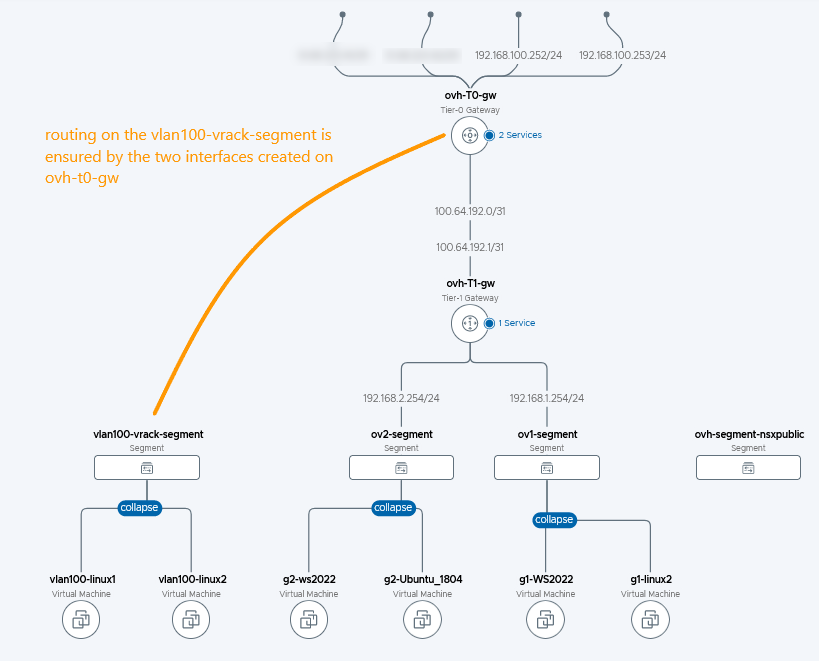 192.168.100.252/24
192.168.100.253/24
ovh-T0-gw
Tier-0 Gateway
2 Services
routing on the vlan100-vrack-segment is
ensured by the two interfaces created on
ovh-t0-gw
100.64.192.0/31
100.64.192.1/31
ovh-T1-gw
Tier-1 Gateway
1 Service
192.168.2.254/24
192.168.1.254/24
vlan100-vrack-segment
Segment
ov2-segment
Segment
ov1-segment
Segment
ovh-segment-nsxpublic
Segment
collapse
collapse
collapse
vlan100-linux1
Virtual Machine
vlan100-linux2
Virtual Machine
g2-ws2022
Virtual Machine
g2-Ubuntu_1804
Virtual Machine
g1-WS2022
Virtual Machine
g1-linux2
Virtual Machine